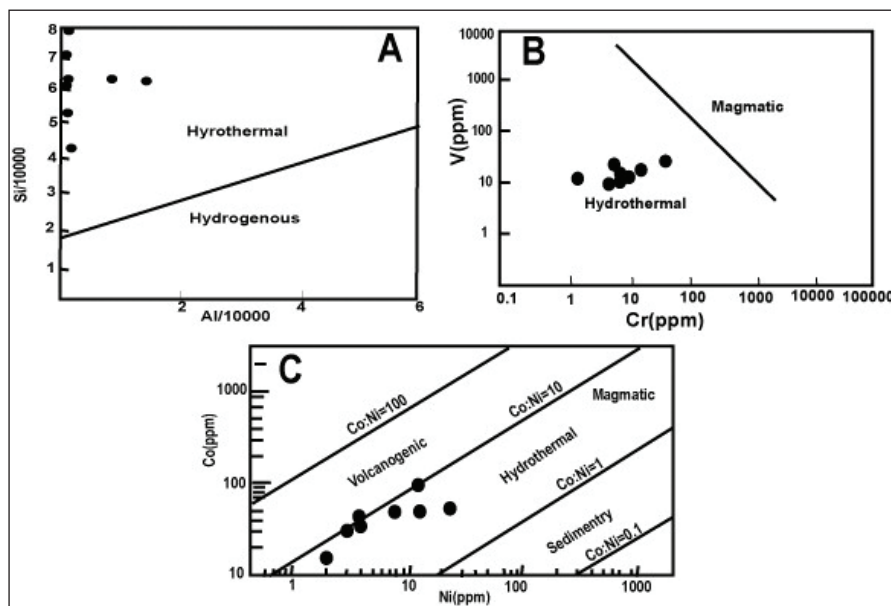 A
Si/10000
8
7
6
5
4
3
2
1
Hyrothermal
Hydrogenous
2
4
6
Al/10000
B
V(ppm)
10000
1000
100
10
1
Magmatic
Hydrothermal
0.1
1
10
100
1000
10000
100000
Cr(ppm)
C
Co(ppm)
1000
100
10
Co:Ni=100
Co:Ni=10
Magmatic
Volcanogenic
Hydrothermal
Co:Ni=1
Sedimentry
Co:Ni=0.1
1
10
100
1000
Ni(ppm)